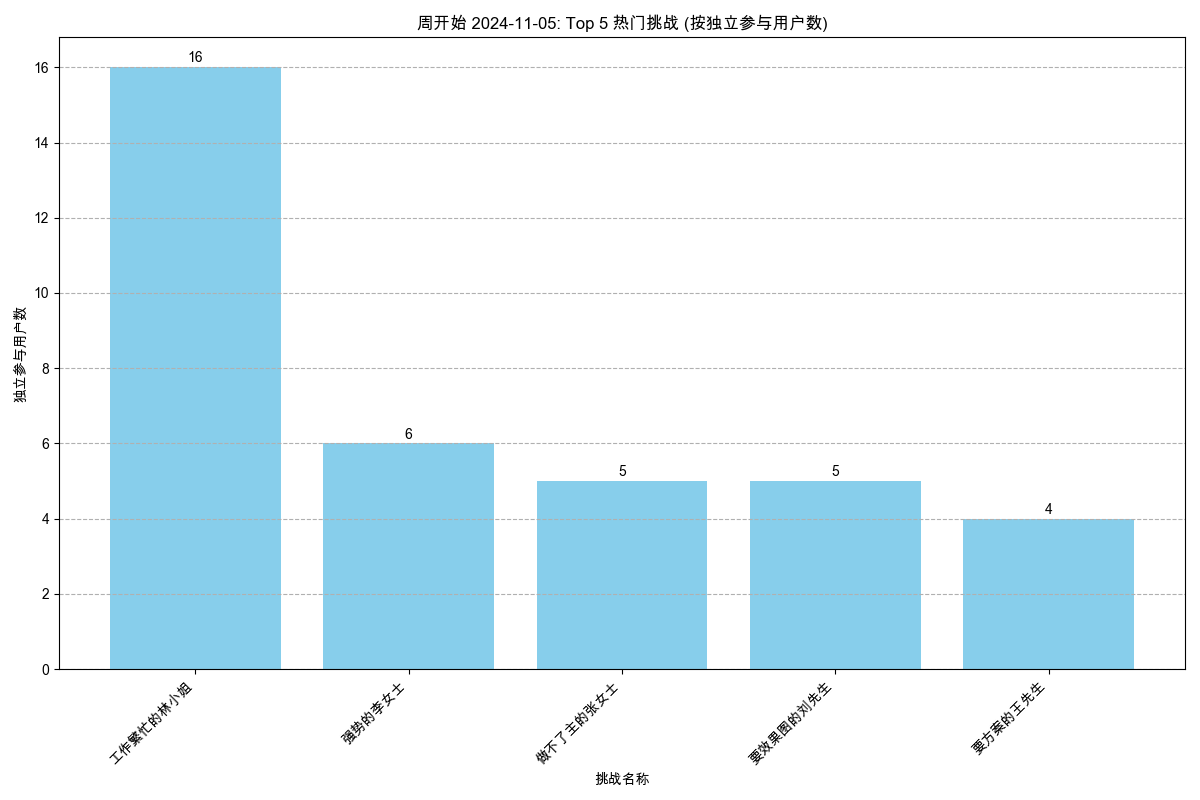 周开始 2024-11-05: Top 5 热门挑战 (按独立参与用户数)
独立参与用户数
16
14
12
10
8
6
4
2
0
16
6
5
5
4
工作繁忙的林小姐
强势的李女士
做不了主的张女士
要效果图的刘先生
要方案的王先生
挑战名称